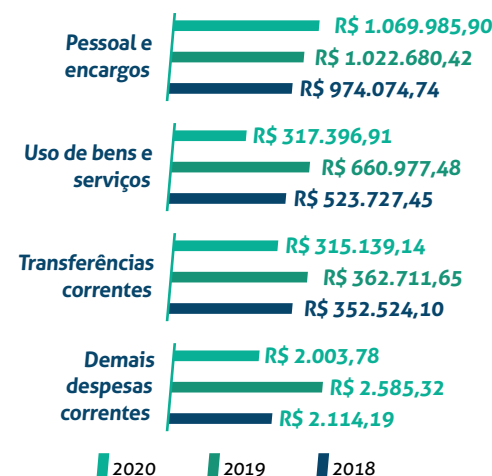 Pessoal e
encargos
R$ 1.069.985,90
R$ 1.022.680,42
R$ 974.074,74
Uso de bens e
serviços
R$ 317.396,91
R$ 660.977,48
R$ 523.727,45
Transferências
correntes
R$ 315.139,14
R$ 362.711,65
R$ 352.524,10
Demais
despesas
correntes
R$ 2.003,78
R$ 2.585,32
R$ 2.114,19
2020 2019 2018